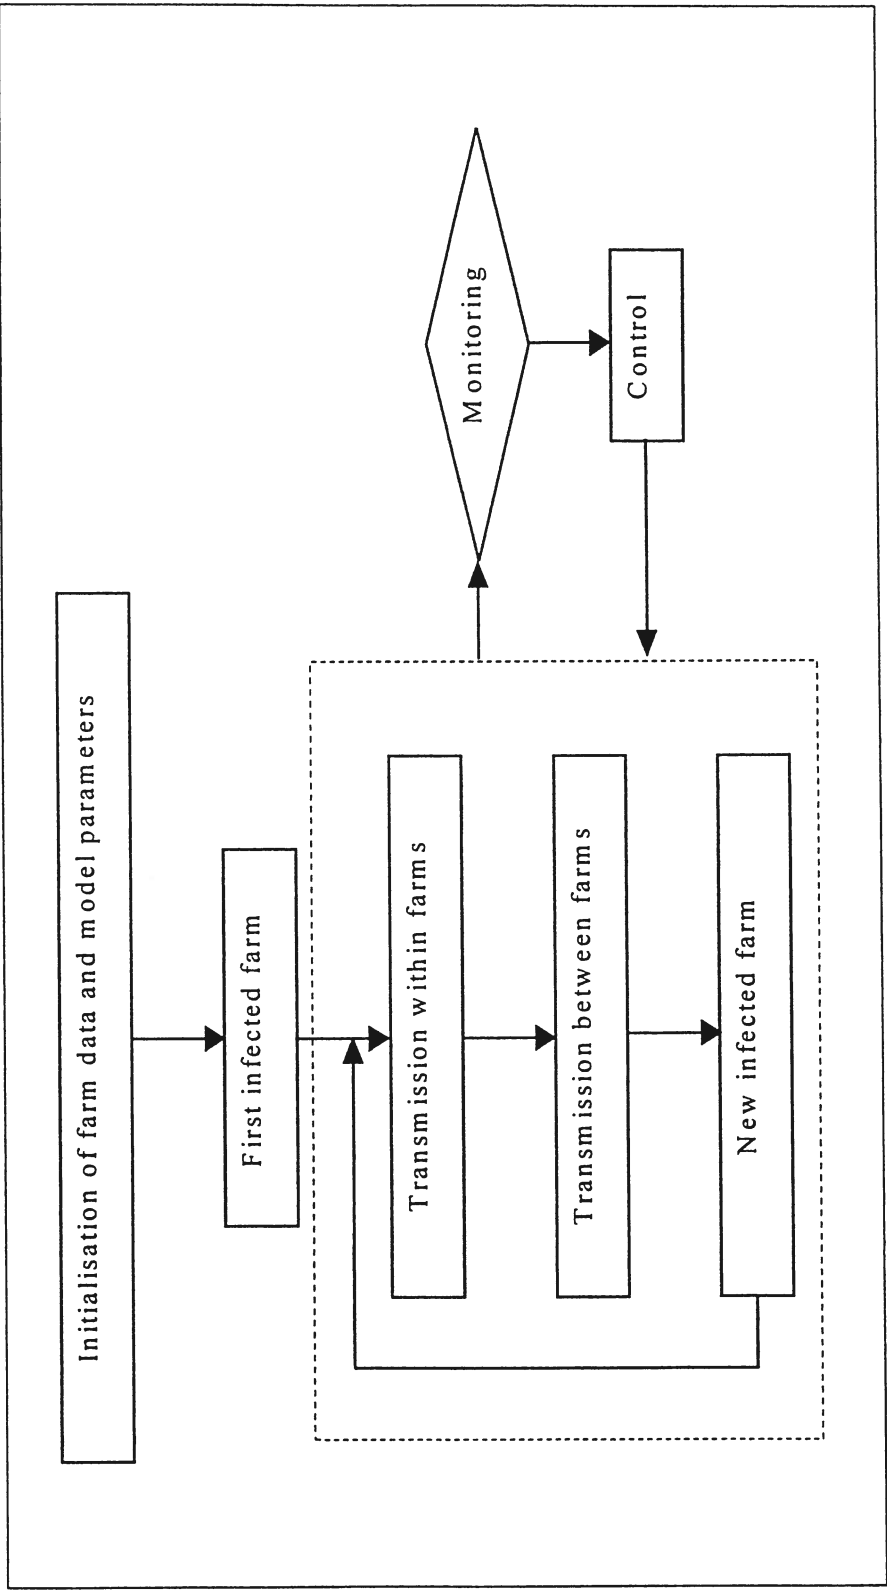 Initialisation of farm data and model parameters
First infected farm
Transmission within farms
Transmission between farms
New infected farm
Monitoring
Control